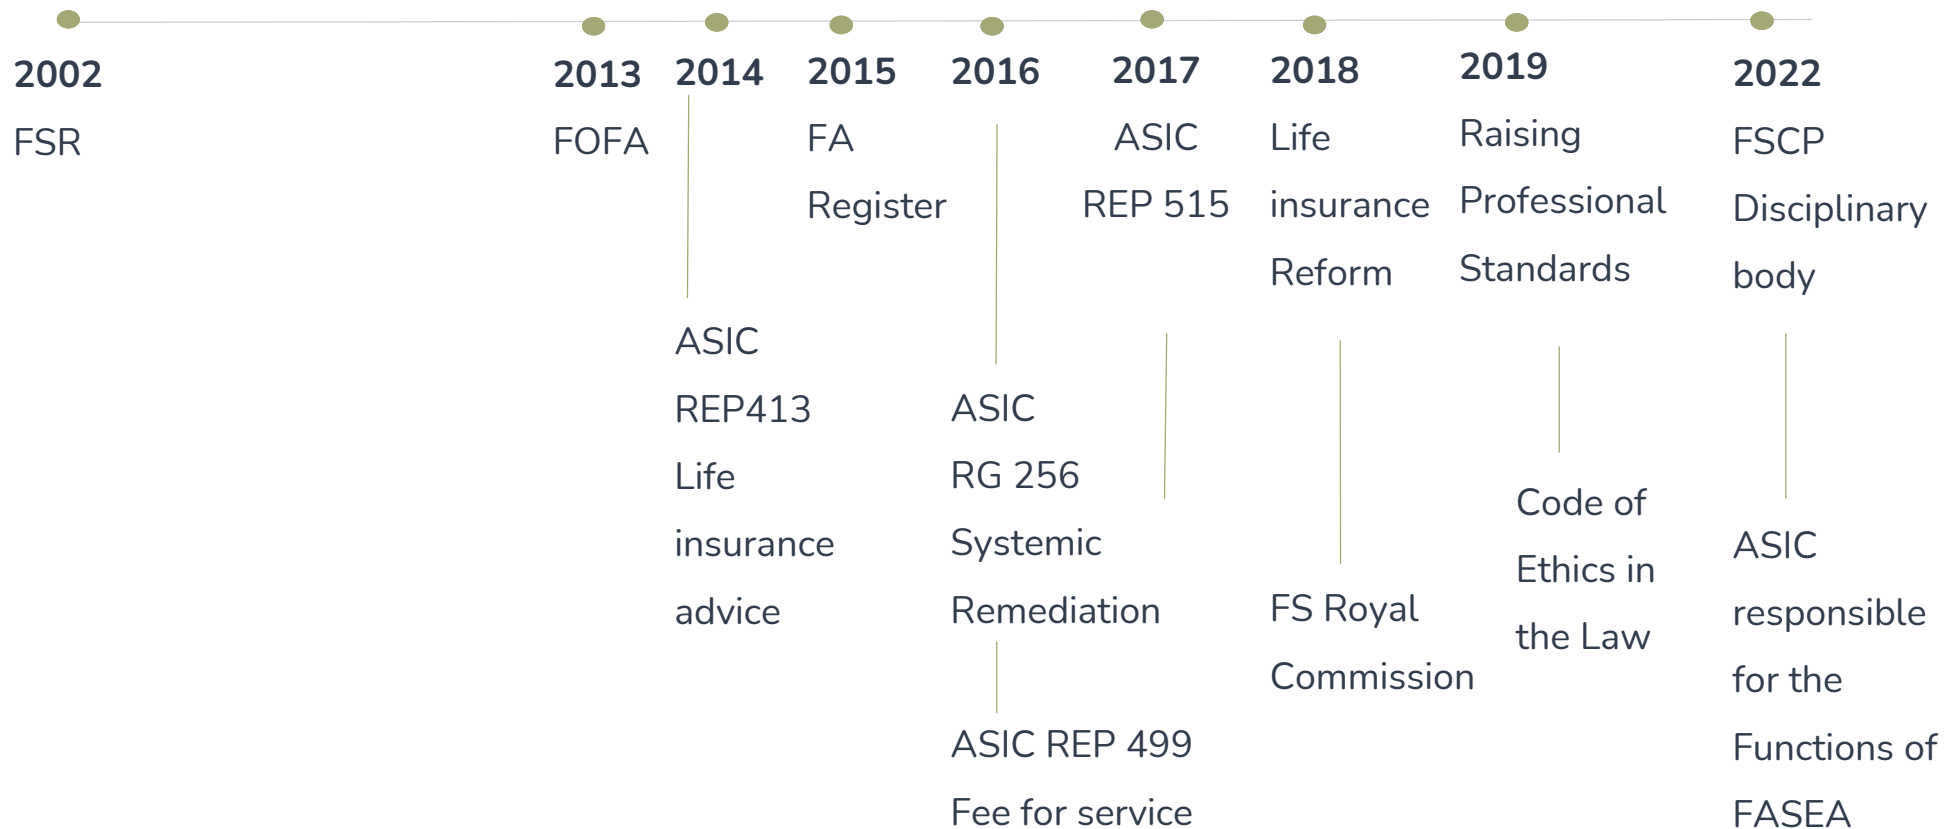 2002
FSR
2013
FOFA
2014
ASIC
REP413
Life
insurance
advice
2015
FA
Register
2016
ASIC
RG 256
Systemic
Remediation
ASIC REP 499
Fee for service
2017
ASIC
REP 515
2018
Life
insurance
Reform
FS Royal
Commission
2019
Raising
Professional
Standards
Code of
Ethics in
the Law
2022
FSCP
Disciplinary
body
ASIC
responsible
for the
Functions of
FASEA